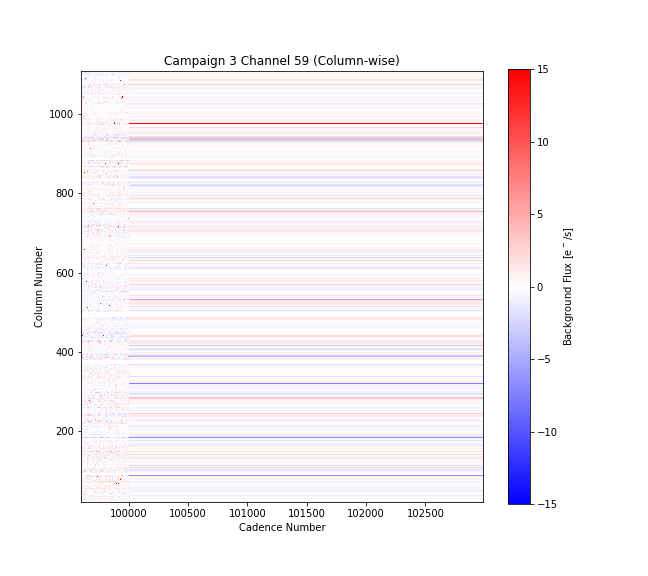 Campaign 3 Channel 59 (Column-wise)
1000
800
600
400
200
Column Number
100000 100500 101000 101500 102000 102500
Cadence Number
15
10
5
0
−5
−10
−15
Background Flux [e⁻/s]